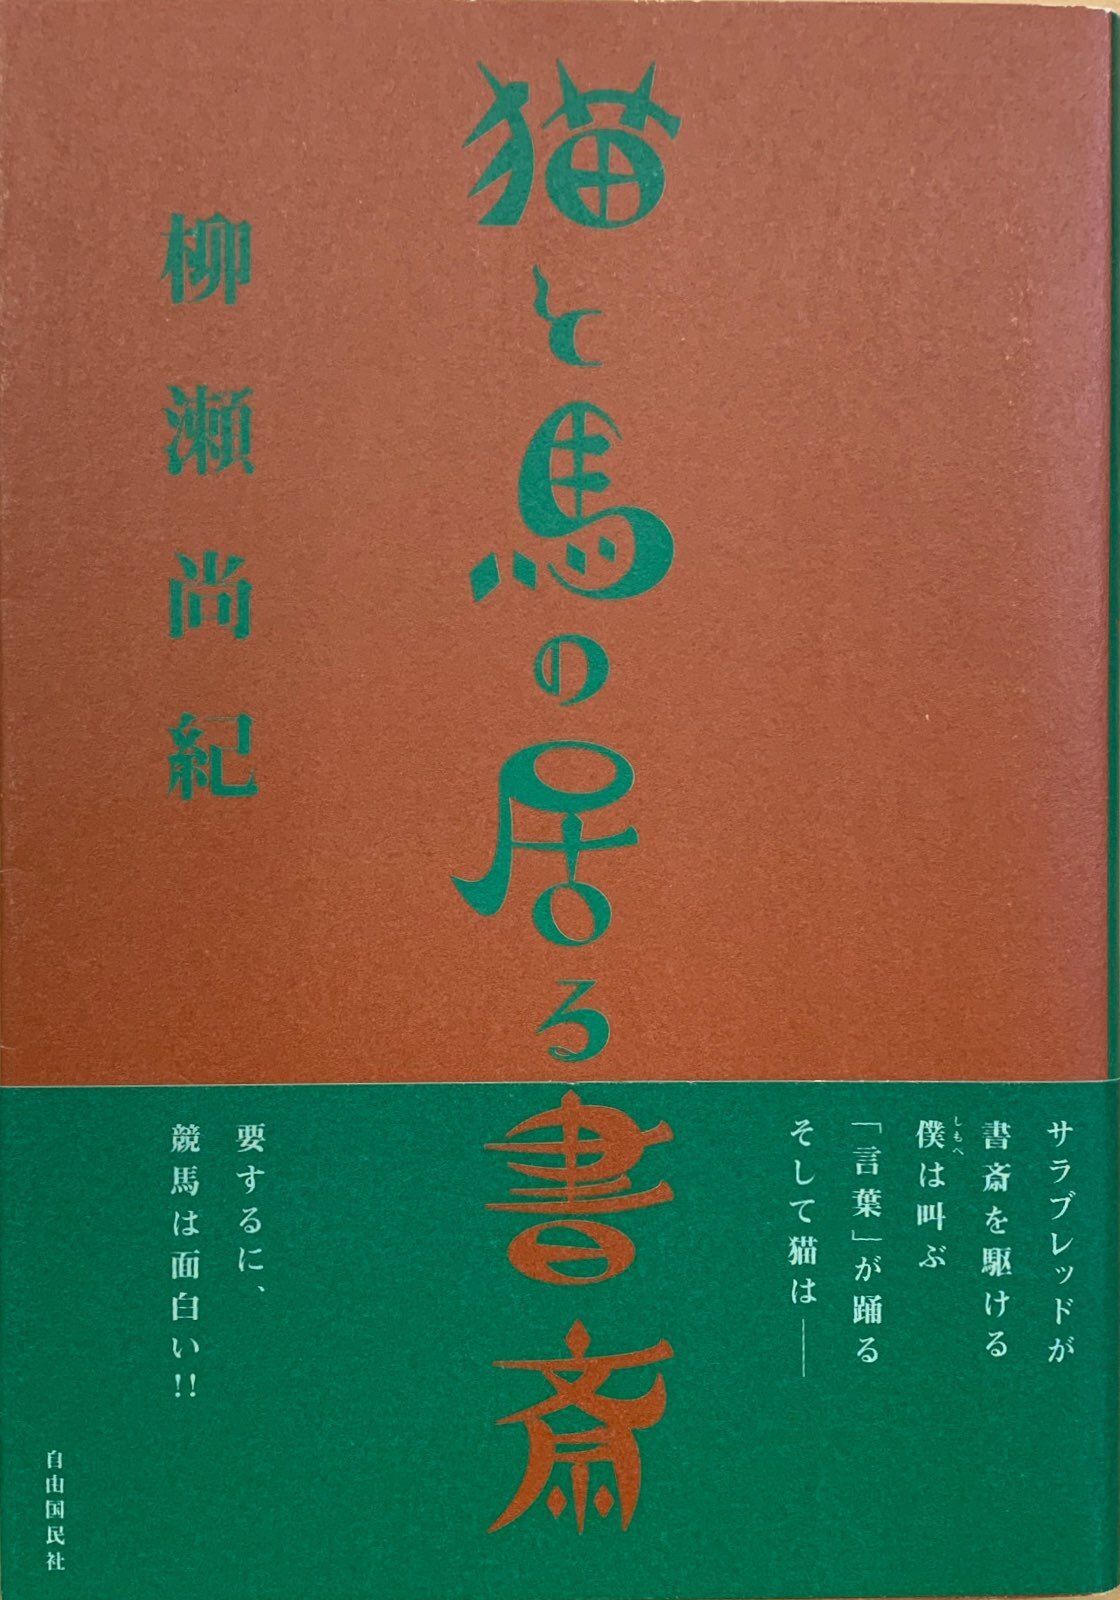 猫と馬の居る書斎
柳瀬尚紀
サラブレッドが
書斎を駆ける
僕は叫ぶ
しもべ
「言葉」が踊る
そして猫は――
要するに、
競馬は面白い!!
自由国民社